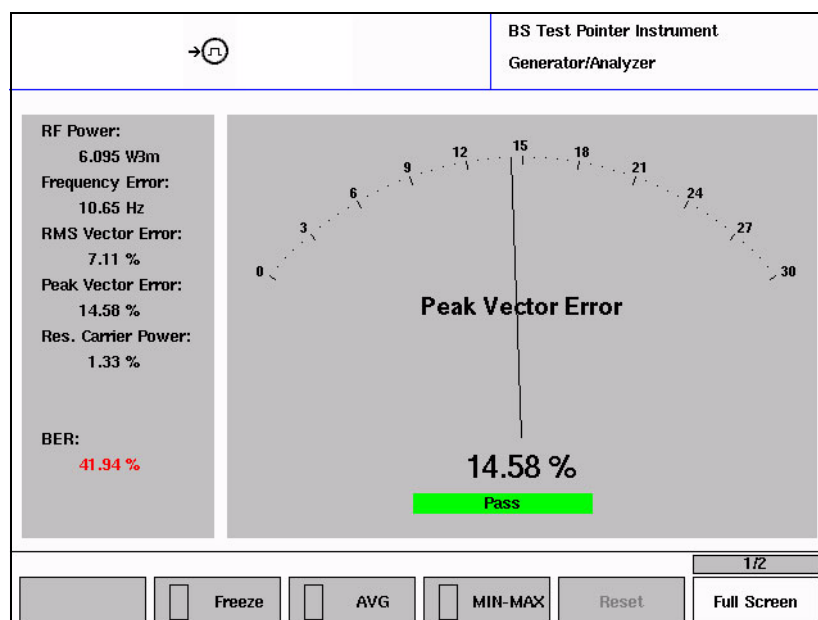 BS Test Pointer Instrument
Generator/Analyzer
RF Power:
6.095 W3m
Frequency Error:
10.65 Hz
RMS Vector Error:
7.11 %
Peak Vector Error:
14.58 %
Res. Carrier Power:
1.33 %
BER:
41.94 %
0
3
6
9
12
15
18
21
24
27
30
Peak Vector Error
14.58 %
Pass
1/2
Freeze
AVG
MIN-MAX
Reset
Full Screen